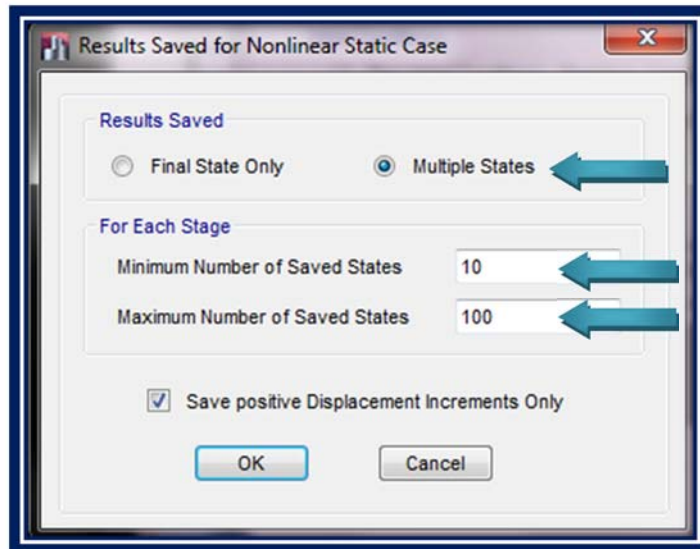 Results Saved for Nonlinear Static Case
Results Saved
Final State Only Multiple States
For Each Stage
Minimum Number of Saved States 10
Maximum Number of Saved States 100
Save positive Displacement Increments Only
OK Cancel